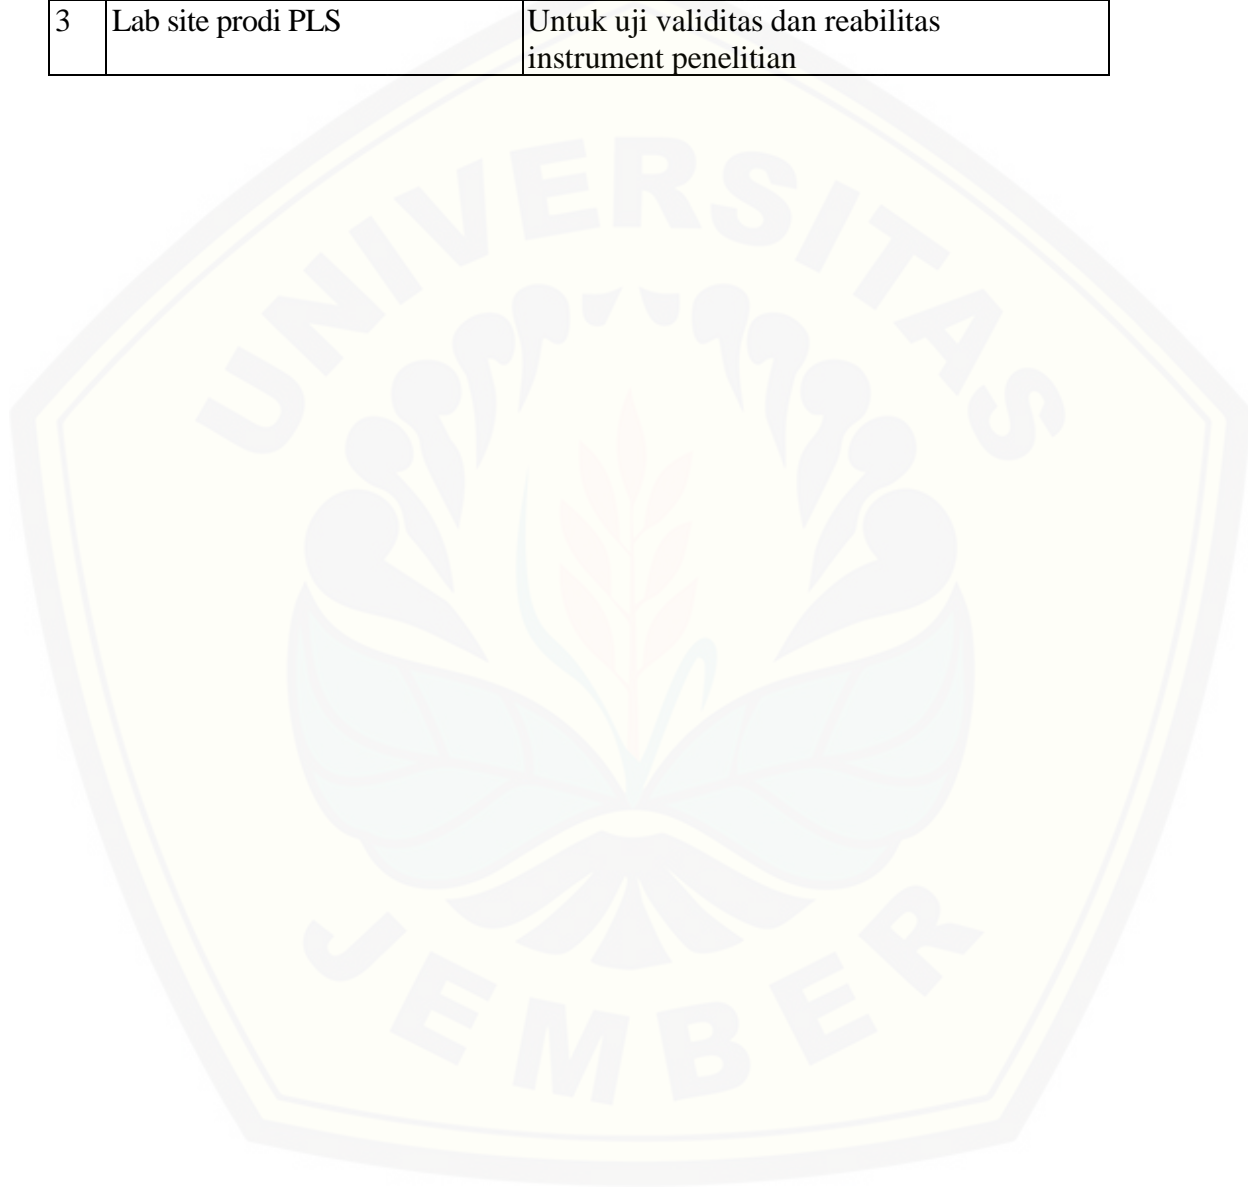 3 Lab site prodi PLS Untuk uji validitas dan reabilitas
instrument penelitian
UNIVERSITAS
JEMBER